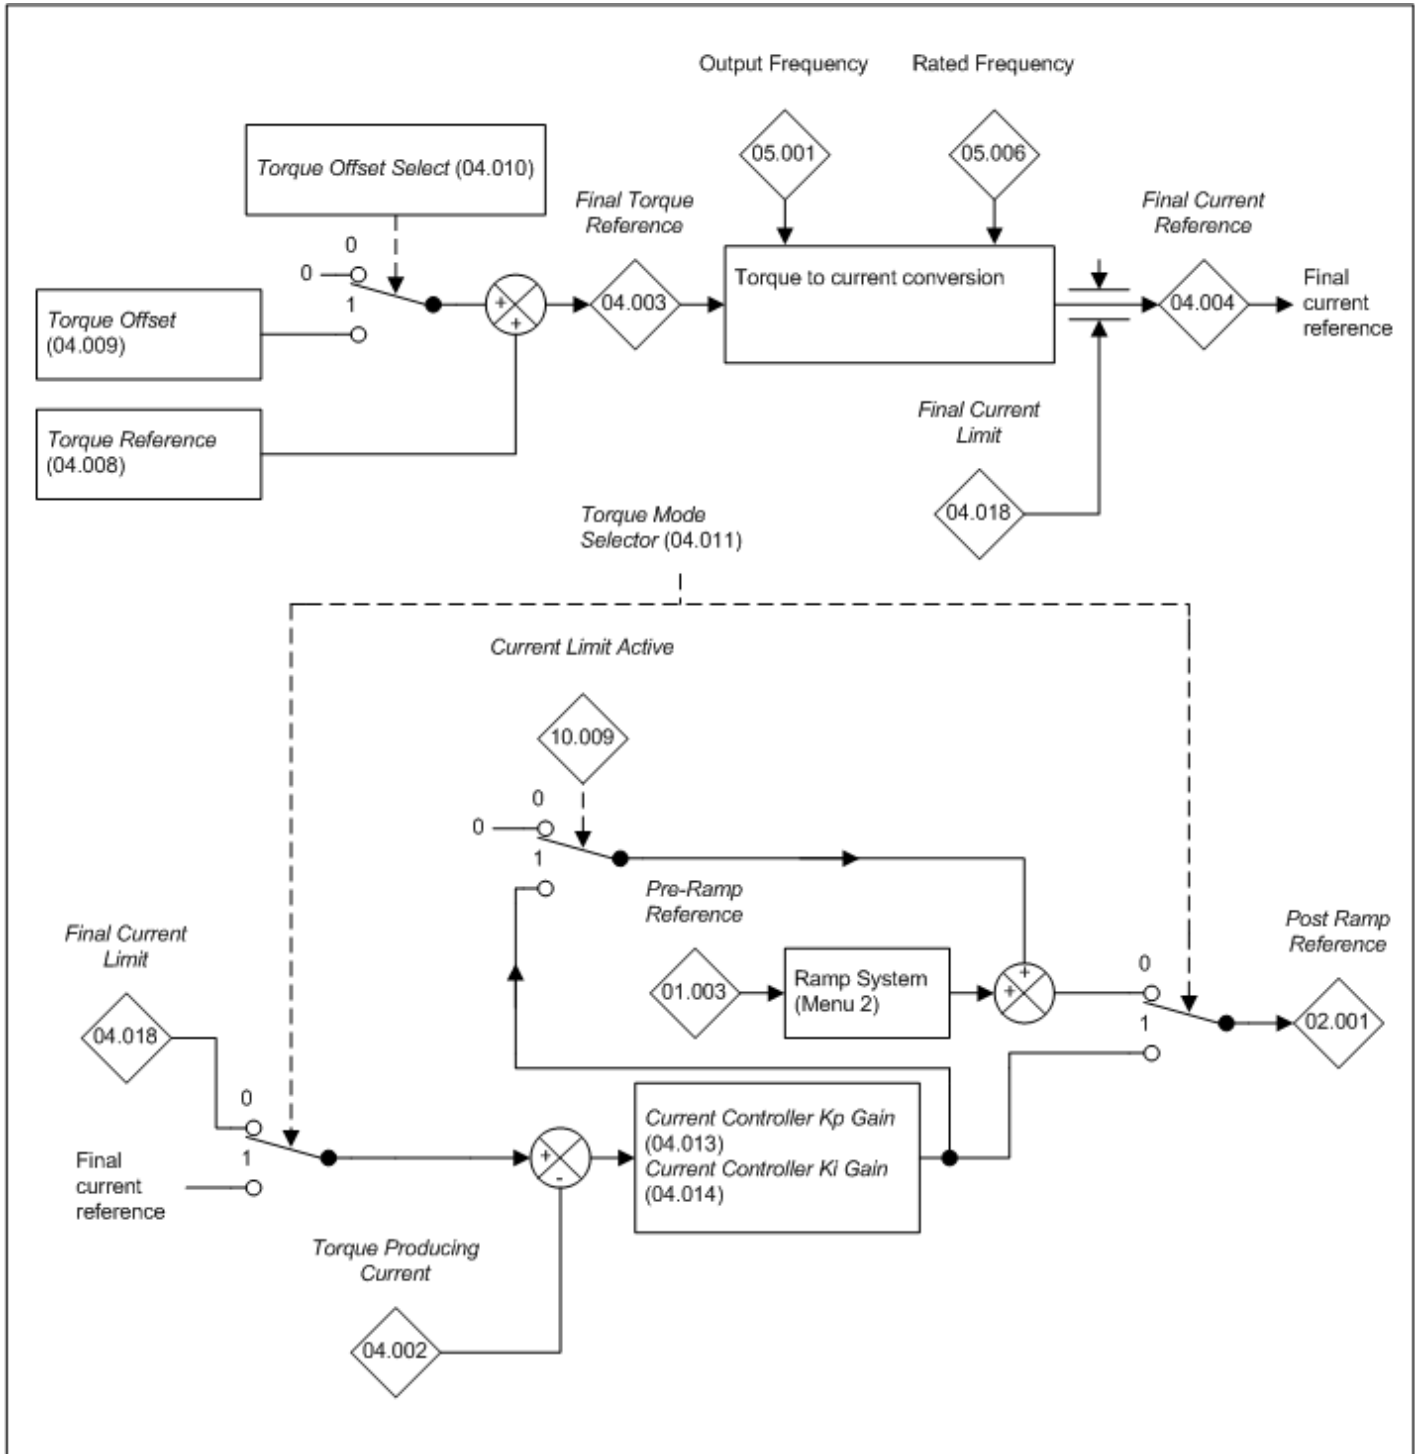 Output Frequency
Rated Frequency
05.001
05.006
Torque Offset Select (04.010)
Final Torque
Reference
Final Current
Reference
0
0
1
Torque Offset
(04.009)
+
+
04.003
Torque to current conversion
04.004
Final
current
reference
Torque Reference
(04.008)
Final Current
Limit
04.018
Torque Mode
Selector (04.011)
Current Limit Active
10.009
0
0
1
Pre-Ramp
Reference
01.003
Ramp System
(Menu 2)
+
+
0
1
Post Ramp
Reference
02.001
Final Current
Limit
04.018
0
1
Final
current
reference
+
-
Current Controller Kp Gain
(04.013)
Current Controller Ki Gain
(04.014)
Torque Producing
Current
04.002